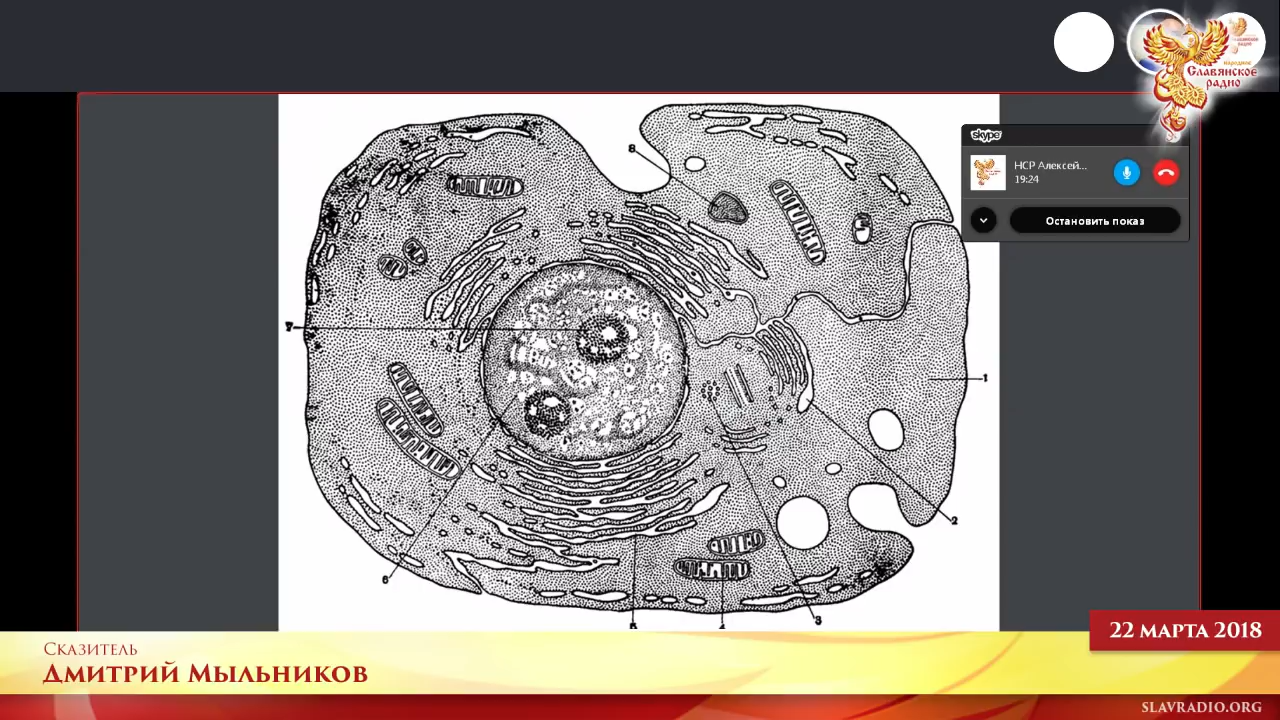 народное
Славянское
радио
skype
НСР Алексей...
19:24
Остановить показ
8
7
1
2
6
5
4
3
22 марта 2018
Сказитель
Дмитрий Мыльников
SLAVRADIO.ORG